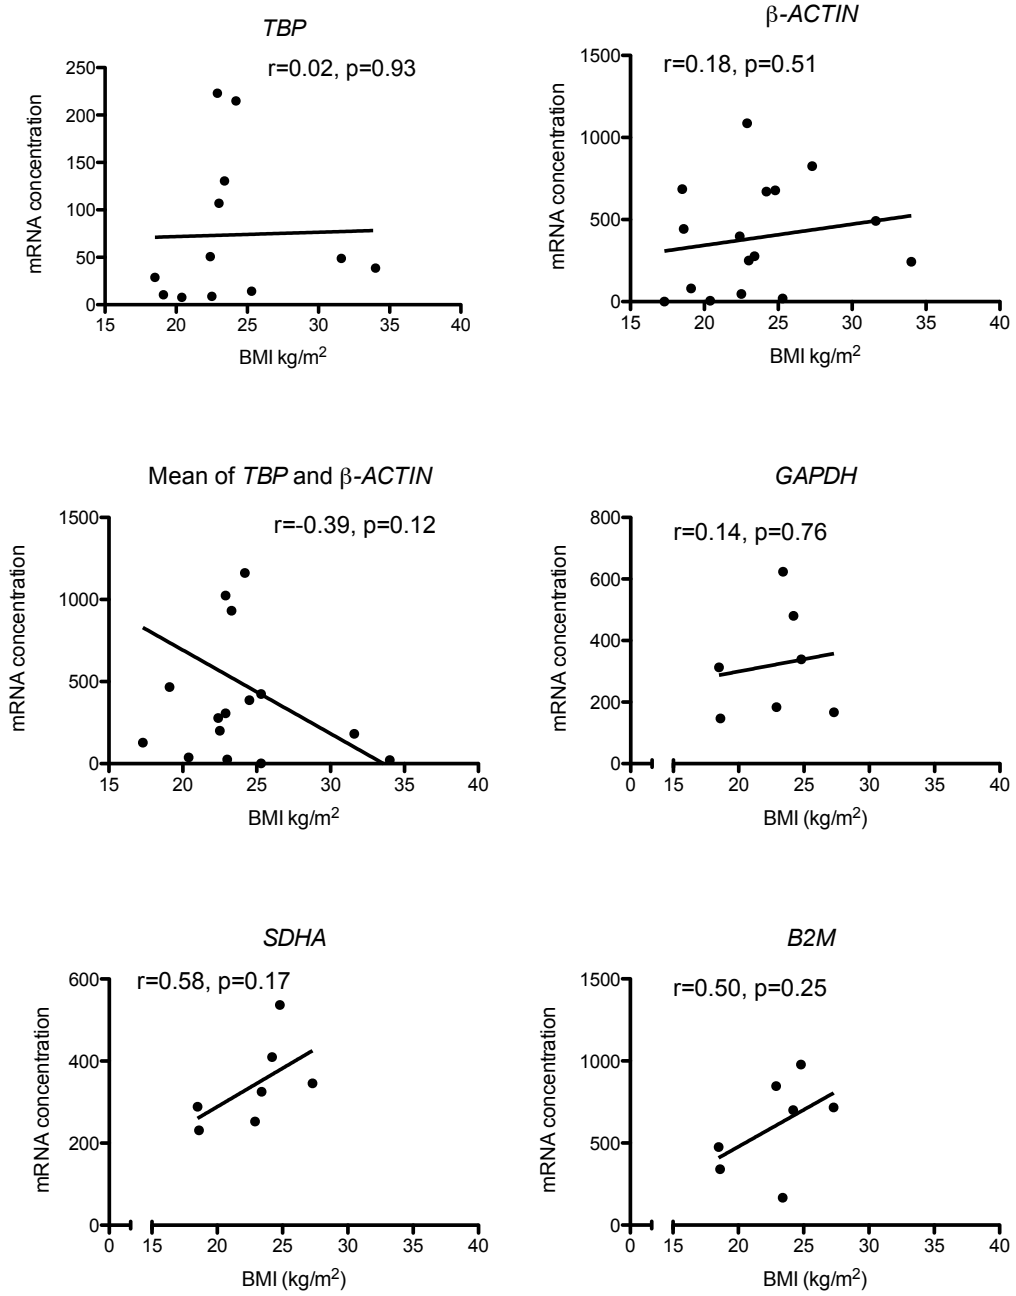 TBP
r=0.02, p=0.93
mRNA concentration
250
200
150
100
50
0
15 20 25 30 35 40
BMI kg/m²
β-ACTIN
r=0.18, p=0.51
mRNA concentration
1500
1000
500
0
15 20 25 30 35 40
BMI kg/m²
Mean of TBP and β-ACTIN
r=-0.39, p=0.12
mRNA concentration
1500
1000
500
0
15 20 25 30 35 40
BMI kg/m²
GAPDH
r=0.14, p=0.76
mRNA concentration
800
600
400
200
0
0 15 20 25 30 35 40
BMI (kg/m²)
SDHA
r=0.58, p=0.17
mRNA concentration
600
400
200
0
0 15 20 25 30 35 40
BMI (kg/m²)
B2M
r=0.50, p=0.25
mRNA concentration
1500
1000
500
0
0 15 20 25 30 35 40
BMI (kg/m²)